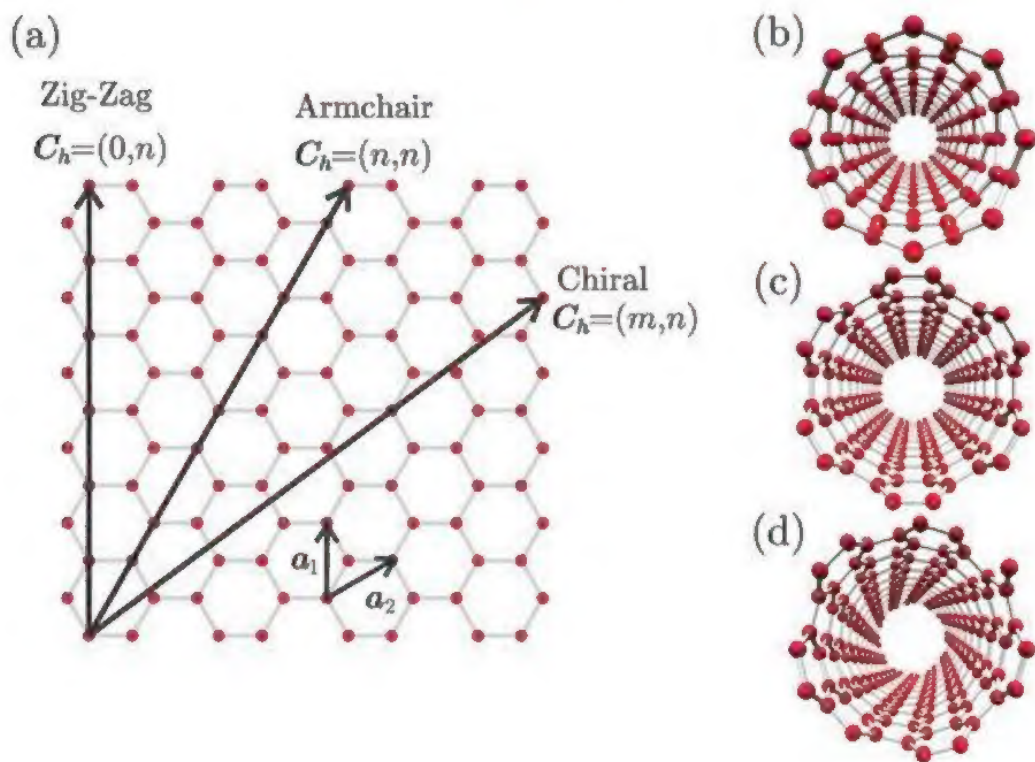 (a)
Zig-Zag
C_h=(0,n)
Armchair
C_h=(n,n)
Chiral
C_h=(m,n)
a_1
a_2
(b)
(c)
(d)